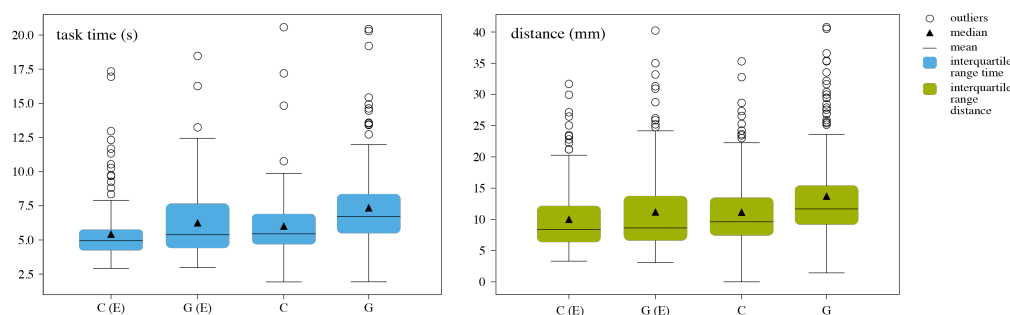 task time (s)
20.0
17.5
15.0
12.5
10.0
7.5
5.0
2.5
C (E)
G (E)
C
G
distance (mm)
40
35
30
25
20
15
10
5
0
C (E)
G (E)
C
G
outliers
median
mean
interquartile
range time
interquartile
range
distance